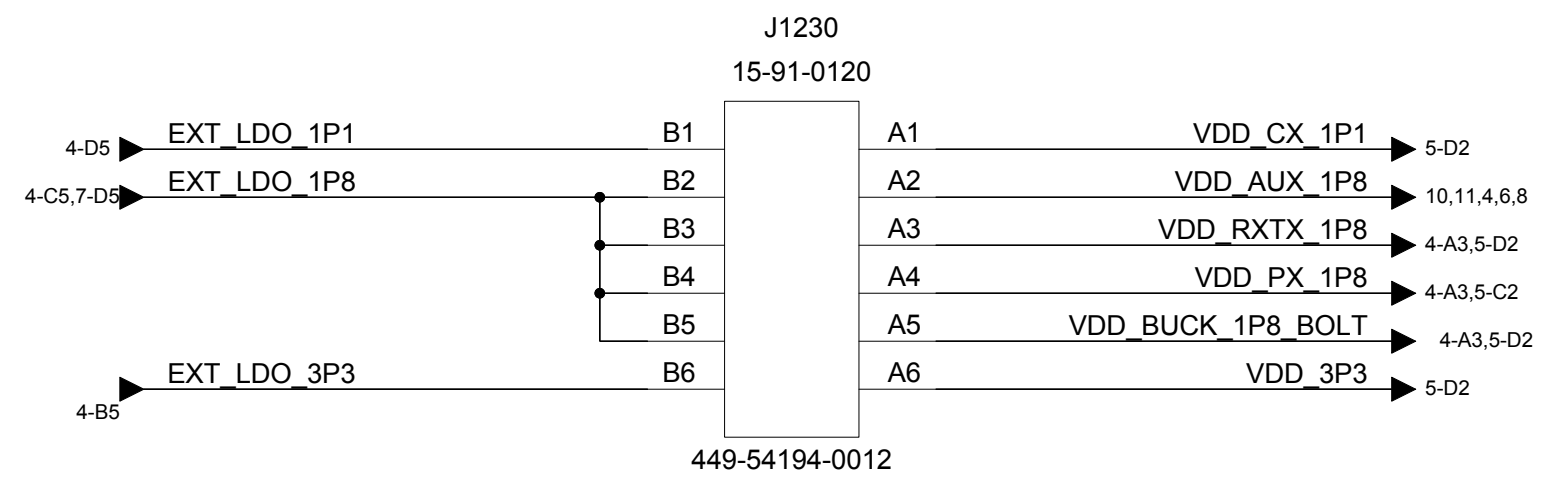 J1230
15-91-0120
4-D5 EXT_LDO_1P1 B1 A1 VDD_CX_1P1 5-D2
4-C5,7-D5 EXT_LDO_1P8 B2 A2 VDD_AUX_1P8 10,11,4,6,8
B3 A3 VDD_RXTX_1P8 4-A3,5-D2
B4 A4 VDD_PX_1P8 4-A3,5-C2
B5 A5 VDD_BUCK_1P8_BOLT 4-A3,5-D2
4-B5 EXT_LDO_3P3 B6 A6 VDD_3P3 5-D2
449-54194-0012